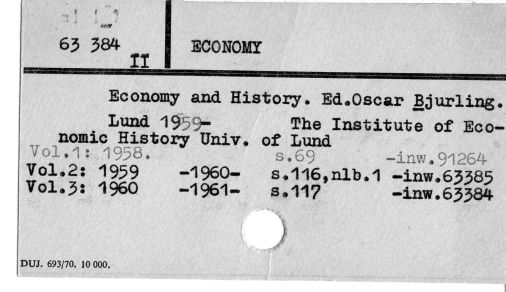 63 384
II
ECONOMY
Economy and History. Ed.Oscar Bjurling.
Lund 1959- The Institute of Eco-
nomic History Univ. of Lund
Vol.1: 1958. s.69 -inw.91264
Vol.2: 1959 -1960- s.116,nlb.1 -inw.63385
Vol.3: 1960 -1961- s.117 -inw.63384
DUJ. 693/70. 10 000.